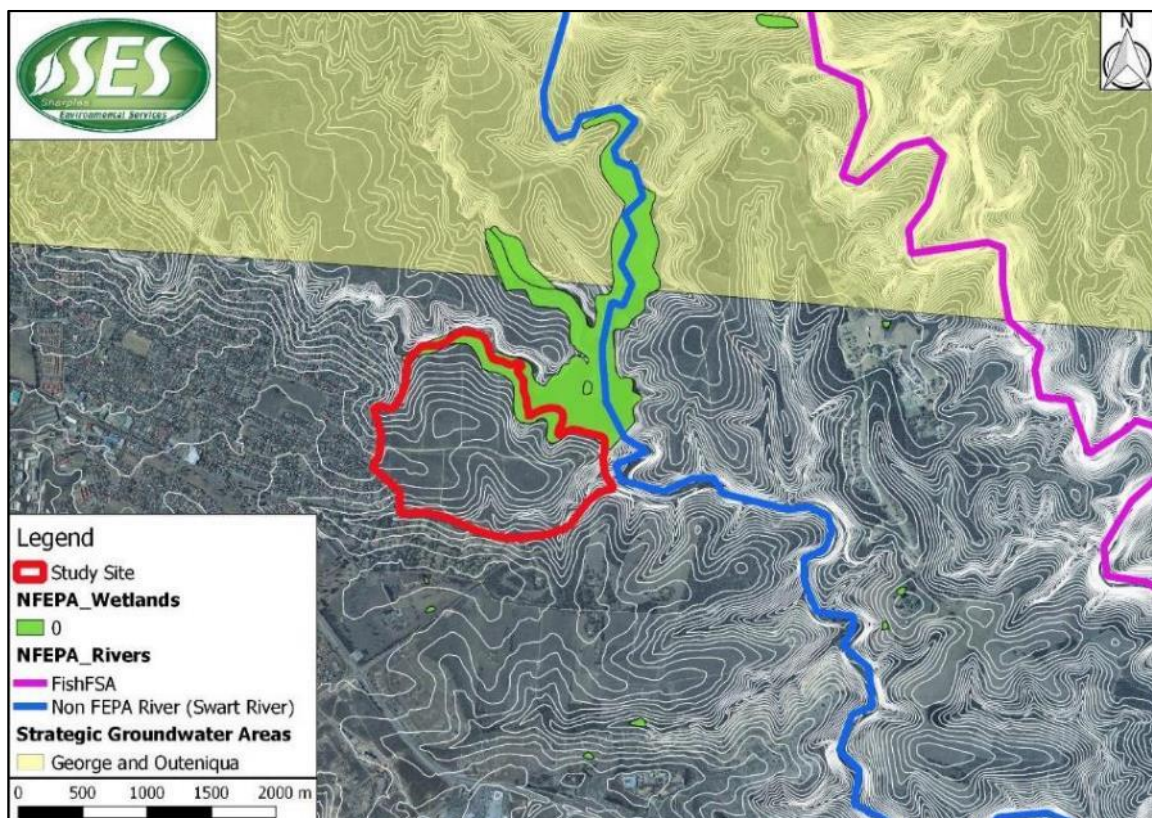 SES
Sharples
Environmental Services
N
Legend
Study Site
NFEPA_Wetlands
0
NFEPA_Rivers
FishFSA
Non FEPA River (Swart River)
Strategic Groundwater Areas
George and Outeniqua
0 500 1000 1500 2000 m